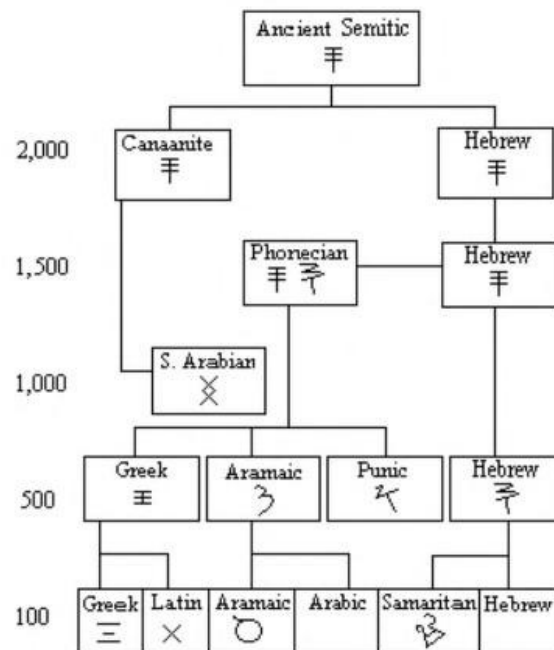 Ancient Semitic
2,000
Canaanite
Hebrew
1,500
Phonecian
Hebrew
1,000
S. Arabian
500
Greek
Aramaic
Punic
Hebrew
100
Greek
Latin
Aramaic
Arabic
Samaritan
Hebrew